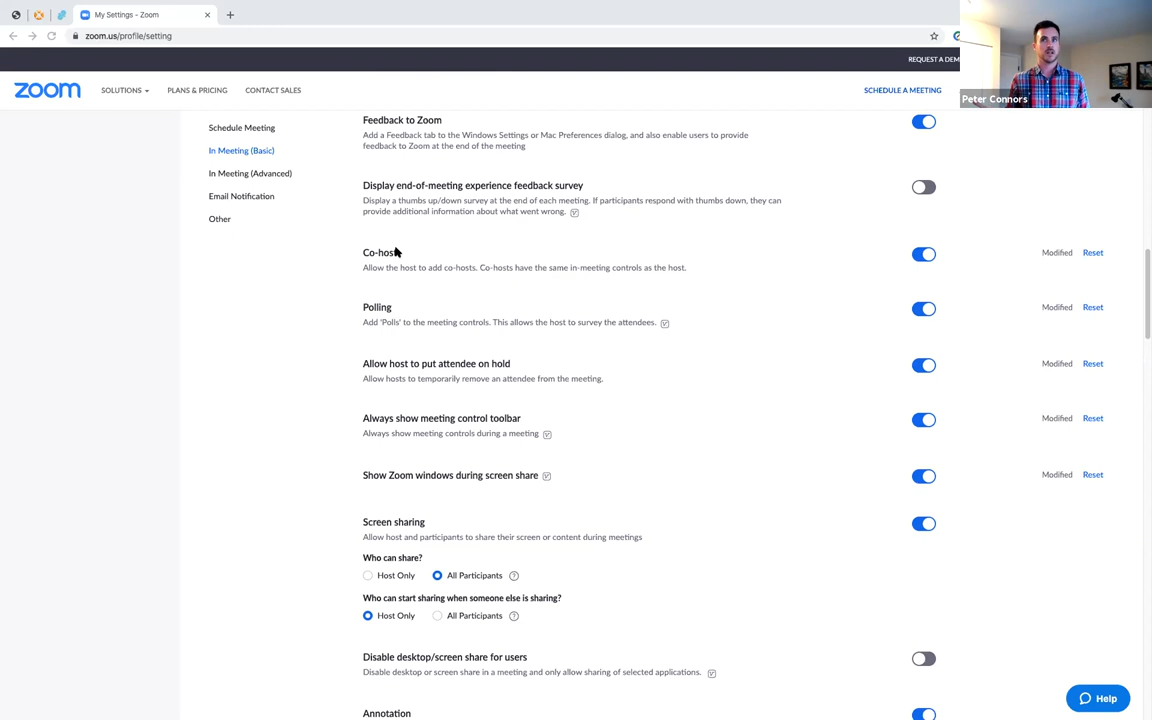 My Settings - Zoom
zoom.us/profile/setting
REQUEST A DEM
zoom
SOLUTIONS
PLANS & PRICING
CONTACT SALES
SCHEDULE A MEETING
Peter Connors
Schedule Meeting
In Meeting (Basic)
In Meeting (Advanced)
Email Notification
Other
Feedback to Zoom
Add a Feedback tab to the Windows Settings or Mac Preferences dialog, and also enable users to provide
feedback to Zoom at the end of the meeting
Display end-of-meeting experience feedback survey
Display a thumbs up/down survey at the end of each meeting. If participants respond with thumbs down, they can
provide additional information about what went wrong.
Co-host
Modified Reset
Allow the host to add co-hosts. Co-hosts have the same in-meeting controls as the host.
Polling
Modified Reset
Add 'Polls' to the meeting controls. This allows the host to survey the attendees.
Allow host to put attendee on hold
Modified Reset
Allow hosts to temporarily remove an attendee from the meeting.
Always show meeting control toolbar
Modified Reset
Always show meeting controls during a meeting
Show Zoom windows during screen share
Modified Reset
Screen sharing
Allow host and participants to share their screen or content during meetings
Who can share?
Host Only All Participants
Who can start sharing when someone else is sharing?
Host Only All Participants
Disable desktop/screen share for users
Disable desktop or screen share in a meeting and only allow sharing of selected applications.
Annotation
Help